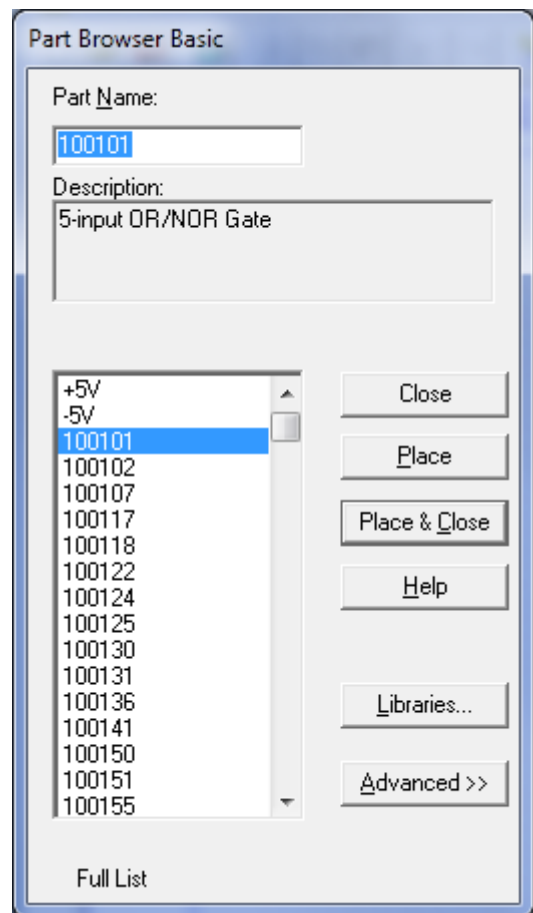 Part Browser Basic
Part Name:
100101
Description:
5-input OR/NOR Gate
+5V
-5V
100101
100102
100107
100117
100118
100122
100124
100125
100130
100131
100136
100141
100150
100151
100155
Close
Place
Place & Close
Help
Libraries...
Advanced >>
Full List